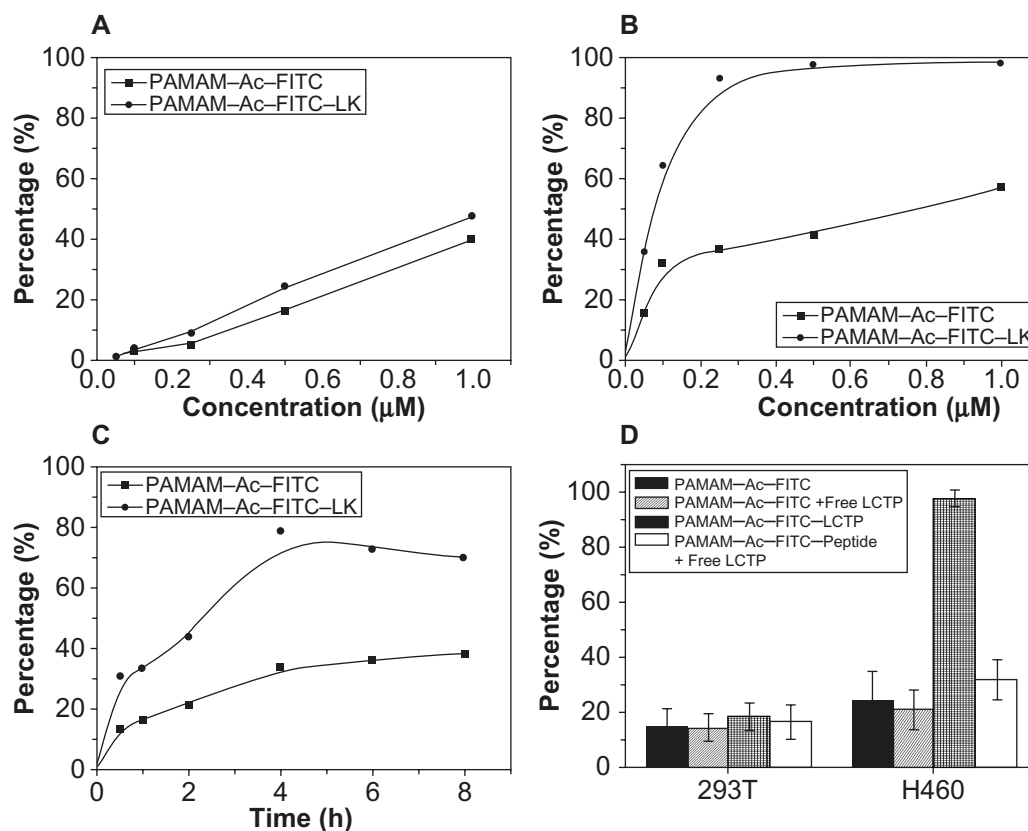 A
100
80
60
40
20
0
Percentage (%)
PAMAM–Ac–FITC
PAMAM–Ac–FITC–LK
0.0 0.2 0.4 0.6 0.8 1.0
Concentration (μM)
B
100
80
60
40
20
0
Percentage (%)
PAMAM–Ac–FITC
PAMAM–Ac–FITC–LK
0.0 0.2 0.4 0.6 0.8 1.0
Concentration (μM)
C
100
80
60
40
20
0
Percentage (%)
PAMAM–Ac–FITC
PAMAM–Ac–FITC–LK
0 2 4 6 8
Time (h)
D
100
80
60
40
20
0
Percentage (%)
PAMAM–Ac–FITC
PAMAM–Ac–FITC +Free LCTP
PAMAM–Ac–FITC–LCTP
PAMAM–Ac–FITC–Peptide
+ Free LCTP
293T H460